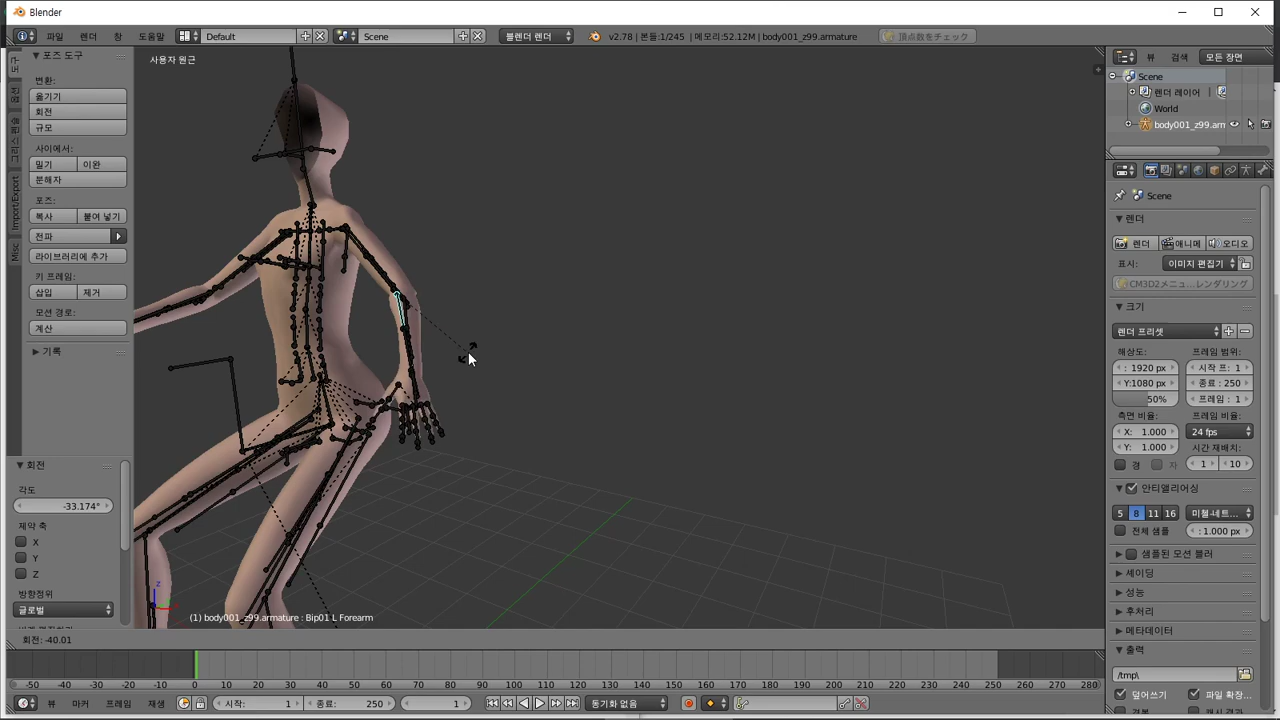 Blender
파일 렌더 창 도움말 Default Scene 블렌더 렌더 v2.78 | 본들:1/245 | 메모리:52.12M | body001_z99.armature 頂点数をチェック
뷰 검색 모든 장면
포즈 도구
변환:
옮기기
회전
규모
사이에서:
밀기 이완
분해자
포즈:
복사 붙여 넣기
전파
라이브러리에 추가
키 프레임:
삽입 제거
모션 경로:
계산
기록
Import/Export
Misc
사용자 원근
(1) body001_z99.armature : Bip01 L Forearm
회전
각도
-33.174°
제약 축
X
Y
Z
방향정위
글로벌
회전: -40.01
Scene
렌더 레이어 |
World
body001_z99.arm
Scene
렌더
렌더 애니메 오디오
표시: 이미지 편집기
CM3D2メニュ...レンダリング
크기
렌더 프리셋
해상도: 프레임 범위:
: 1920 px 시작 프: 1
Y:1080 px 종료 : 250
50% 프레임 : 1
측면 비율: 프레임 비율:
X: 1.000 24 fps
Y: 1.000 시간 재배치:
경 자 1 10
안티앨리어싱
5 8 11 16 미첼-네트...
전체 샘플 : 1.000 px
샘플된 모션 블러
셰이딩
성능
후처리
메타데이터
출력
/tmp\
덮어쓰기 파일 확장...
-50 -40 -30 -20 -10 0 10 20 30 40 50 60 70 80 90 100 110 120 130 140 150 160 170 180 190 200 210 220 230 240 250 260 270 280
뷰 마커 프레임 재생 시작: 1 종료: 250 1 동기화 없음